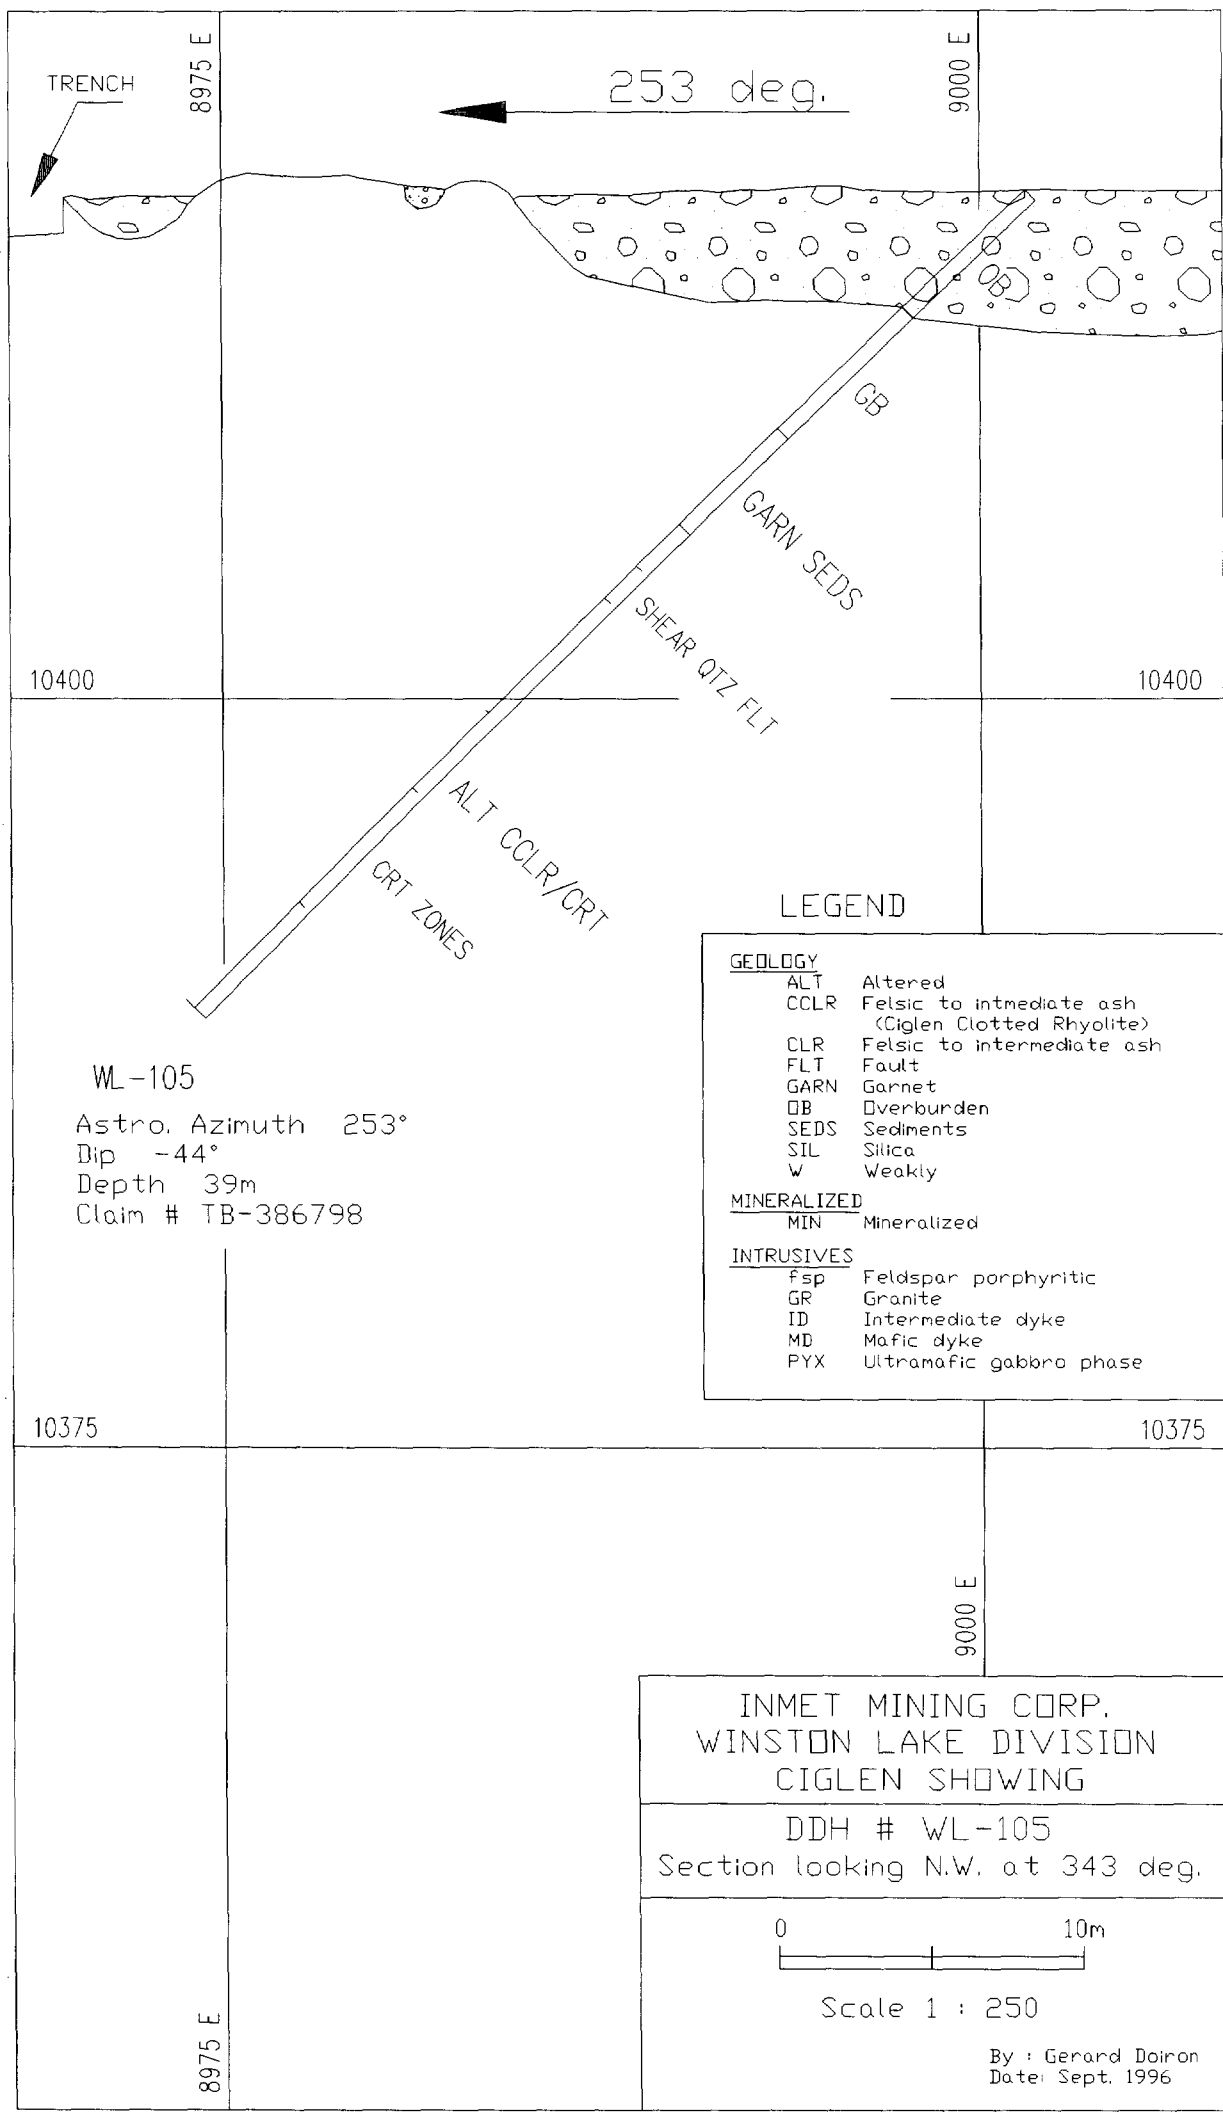 TRENCH
8975 E
253 deg.
9000 E
OB
GB
GARN SEDS
SHEAR QTZ FLT
10400
10400
ALT CCLR/CRT
CRT ZONES
WL-105
Astro. Azimuth 253°
Dip -44°
Depth 39m
Claim # TB-386798
LEGEND
GEOLOGY
ALT Altered
CCLR Felsic to intmediate ash
(Ciglen Clotted Rhyolite)
CLR Felsic to intermediate ash
FLT Fault
GARN Garnet
OB Overburden
SEDS Sediments
SIL Silica
W Weakly
MINERALIZED
MIN Mineralized
INTRUSIVES
fsp Feldspar porphyritic
GR Granite
ID Intermediate dyke
MD Mafic dyke
PYX Ultramafic gabbro phase
10375
10375
9000 E
8975 E
INMET MINING CORP.
WINSTON LAKE DIVISION
CIGLEN SHOWING
DDH # WL-105
Section looking N.W. at 343 deg.
0 10m
Scale 1 : 250
By : Gerard Doiron
Date: Sept. 1996